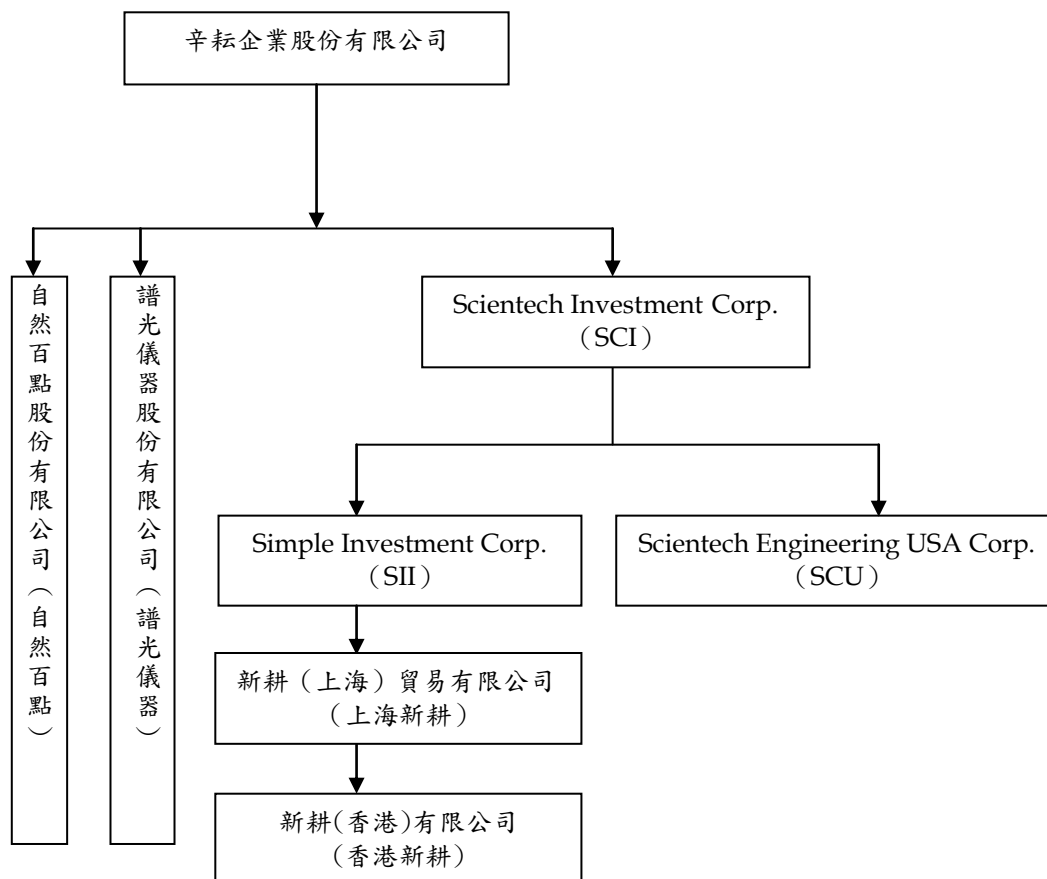 辛耘企業股份有限公司
自然百點股份有限公司（自然百點）
譜光儀器股份有限公司（譜光儀器）
Scientech Investment Corp.
（SCI）
Simple Investment Corp.
（SII）
Scientech Engineering USA Corp.
（SCU）
新耕（上海）貿易有限公司
（上海新耕）
新耕(香港)有限公司
（香港新耕）